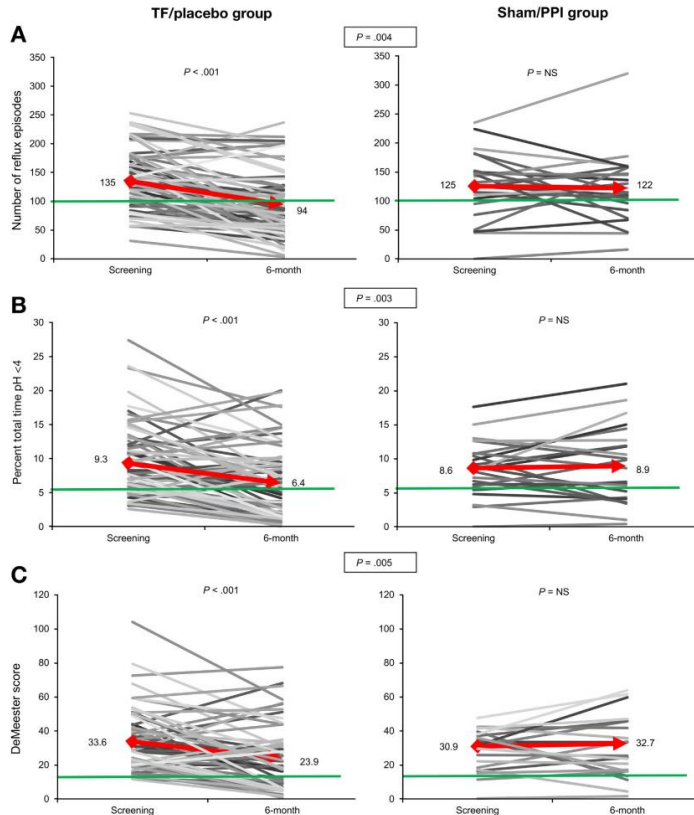 TF/placebo group
Sham/PPI group
A
P = .004
Number of reflux episodes
350
300
250
200
150
100
50
0
P < .001
135
94
Screening
6-month
350
300
250
200
150
100
50
0
P = NS
125
122
Screening
6-month
B
P = .003
Percent total time pH <4
30
25
20
15
10
5
0
P < .001
9.3
6.4
Screening
6-month
30
25
20
15
10
5
0
P = NS
8.6
8.9
Screening
6-month
C
P = .005
DeMeester score
120
100
80
60
40
20
0
P < .001
33.6
23.9
Screening
6-month
120
100
80
60
40
20
0
P = NS
30.9
32.7
Screening
6-month